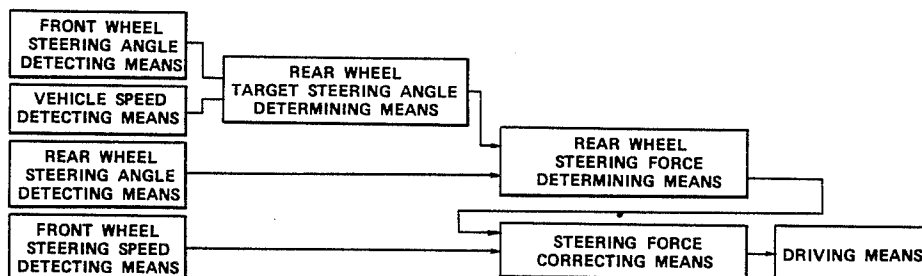 FRONT WHEEL
STEERING ANGLE
DETECTING MEANS
VEHICLE SPEED
DETECTING MEANS
REAR WHEEL
TARGET STEERING ANGLE
DETERMINING MEANS
REAR WHEEL
STEERING ANGLE
DETECTING MEANS
REAR WHEEL
STEERING FORCE
DETERMINING MEANS
FRONT WHEEL
STEERING SPEED
DETECTING MEANS
STEERING FORCE
CORRECTING MEANS
DRIVING MEANS